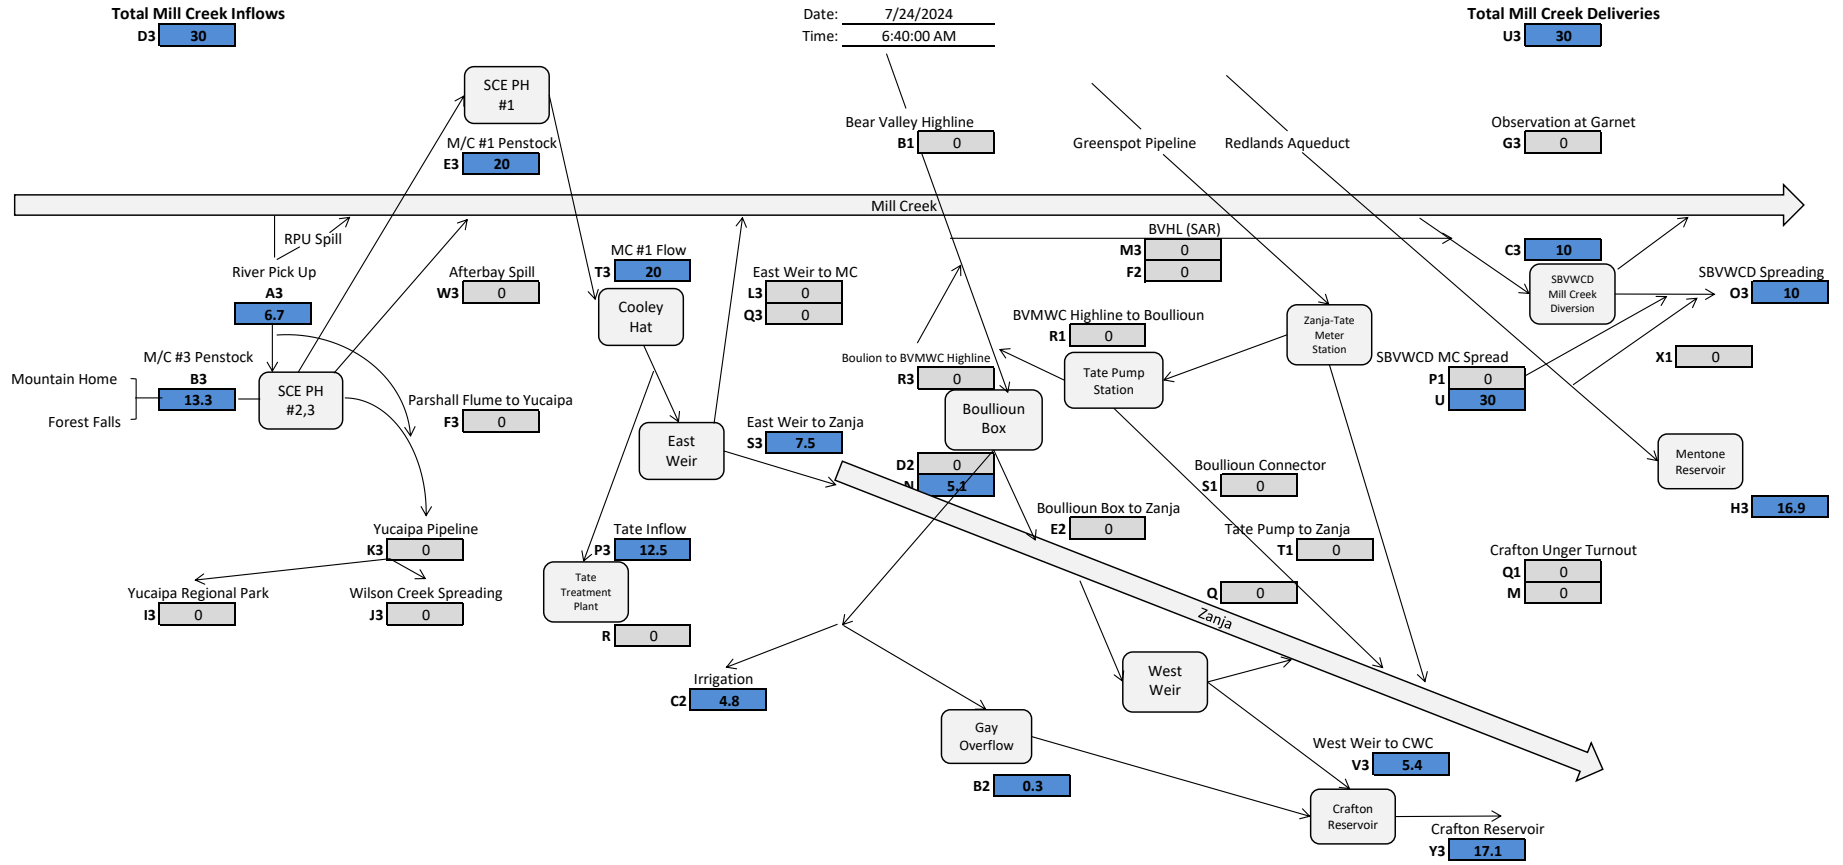 Total Mill Creek Inflows
D3 30
Date: 7/24/2024
Time: 6:40:00 AM
Total Mill Creek Deliveries
U3 30
SCE PH
#1
M/C #1 Penstock
E3 20
Bear Valley Highline
B1 0
Greenspot Pipeline
Redlands Aqueduct
Observation at Garnet
G3 0
Mill Creek
RPU Spill
River Pick Up
A3
6.7
Afterbay Spill
W3 0
MC #1 Flow
T3 20
Cooley
Hat
East Weir to MC
L3 0
Q3 0
BVHL (SAR)
M3 0
F2 0
C3 10
SBVWCD
Mill Creek
Diversion
SBVWCD Spreading
O3 10
BVMWC Highline to Boullioun
R1 0
Zanja-Tate
Meter
Station
M/C #3 Penstock
B3
13.3
Mountain Home
Forest Falls
SCE PH
#2,3
Parshall Flume to Yucaipa
F3 0
Boulion to BVMWC Highline
R3 0
Tate Pump
Station
SBVWCD MC Spread
P1 0
U 30
X1 0
Boullioun
Box
East
Weir
East Weir to Zanja
S3 7.5
D2 0
N 5.1
Boullioun Connector
S1 0
Mentone
Reservoir
H3 16.9
Boullioun Box to Zanja
E2 0
Yucaipa Pipeline
K3 0
Tate Inflow
P3 12.5
Tate Pump to Zanja
T1 0
Crafton Unger Turnout
Q1 0
M 0
Yucaipa Regional Park
I3 0
Wilson Creek Spreading
J3 0
Tate
Treatment
Plant
R 0
Q 0
Zanja
Irrigation
C2 4.8
West
Weir
Gay
Overflow
B2 0.3
West Weir to CWC
V3 5.4
Crafton
Reservoir
Crafton Reservoir
Y3 17.1